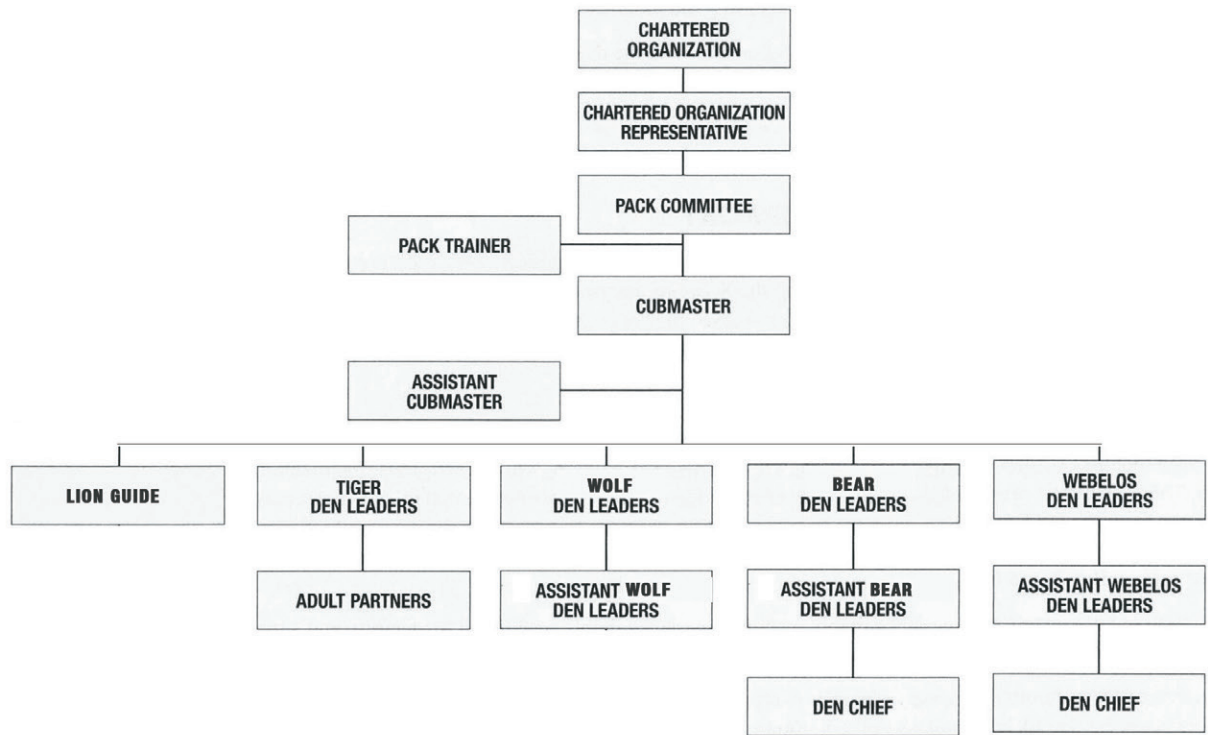 CHARTERED
ORGANIZATION
CHARTERED ORGANIZATION
REPRESENTATIVE
PACK COMMITTEE
PACK TRAINER
CUBMASTER
ASSISTANT
CUBMASTER
LION GUIDE
TIGER
DEN LEADERS
WOLF
DEN LEADERS
BEAR
DEN LEADERS
WEBELOS
DEN LEADERS
ADULT PARTNERS
ASSISTANT WOLF
DEN LEADERS
ASSISTANT BEAR
DEN LEADERS
ASSISTANT WEBELOS
DEN LEADERS
DEN CHIEF
DEN CHIEF